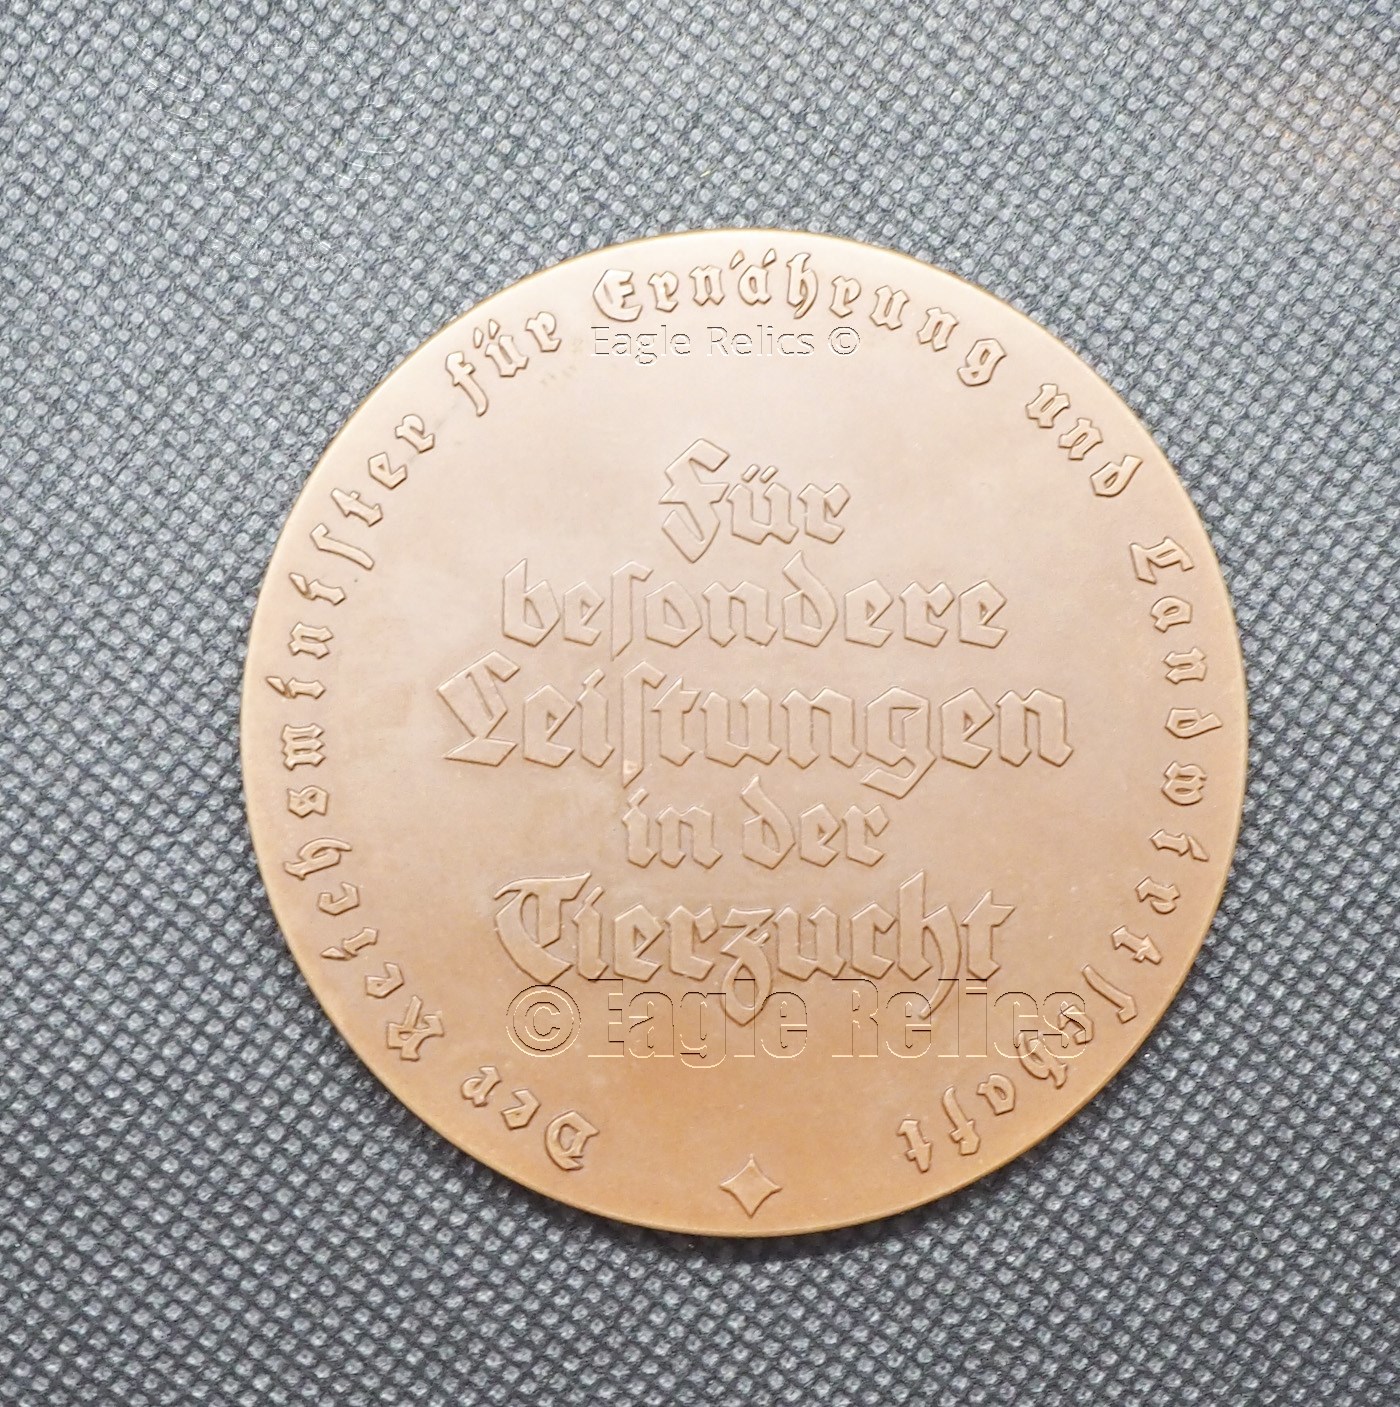 Der Reichsminister für Ernährung und Landwirtschaft
Eagle Relics ©
Für
besondere
Leistungen
in der
Tierzucht
©Eagle Relics